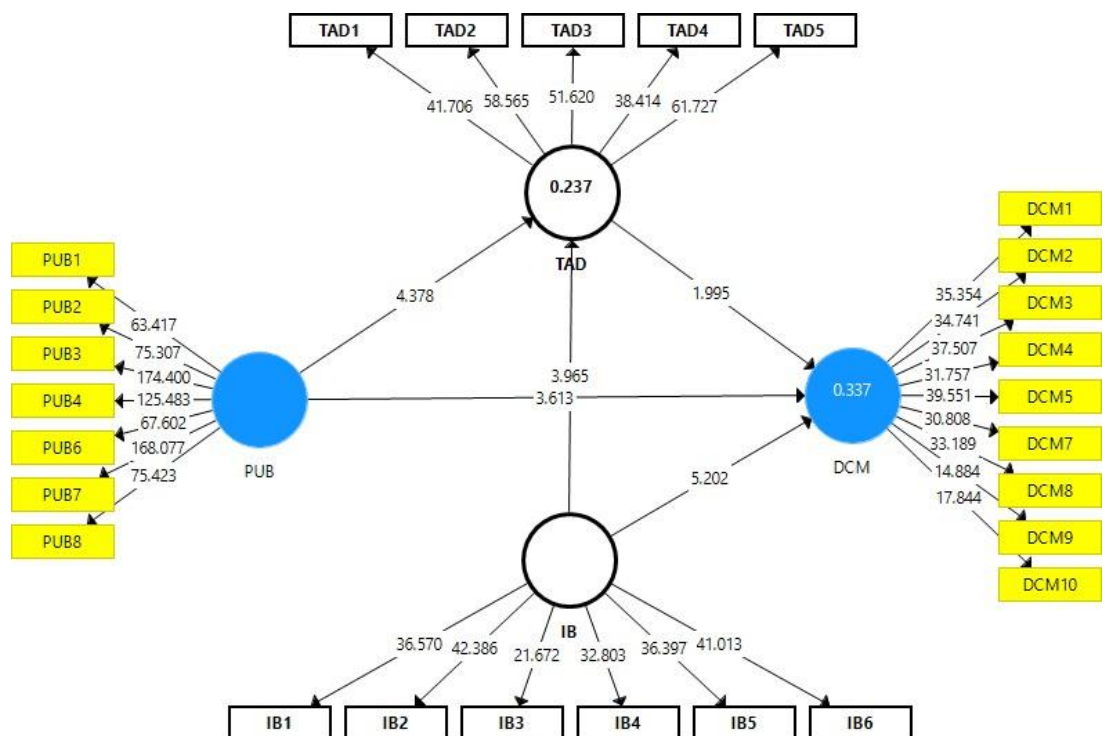 TAD1 TAD2 TAD3 TAD4 TAD5
41.706 58.565 51.620 38.414 61.727
0.237
TAD
PUB1
PUB2
PUB3
PUB4
PUB6
PUB7
PUB8
63.417
75.307
174.400
125.483
67.602
168.077
75.423
PUB
4.378
1.995
3.965
3.613
5.202
0.337
DCM
35.354
34.741
37.507
31.757
39.551
30.808
33.189
14.884
17.844
DCM1
DCM2
DCM3
DCM4
DCM5
DCM7
DCM8
DCM9
DCM10
IB
36.570 42.386 21.672 32.803 36.397 41.013
IB1 IB2 IB3 IB4 IB5 IB6